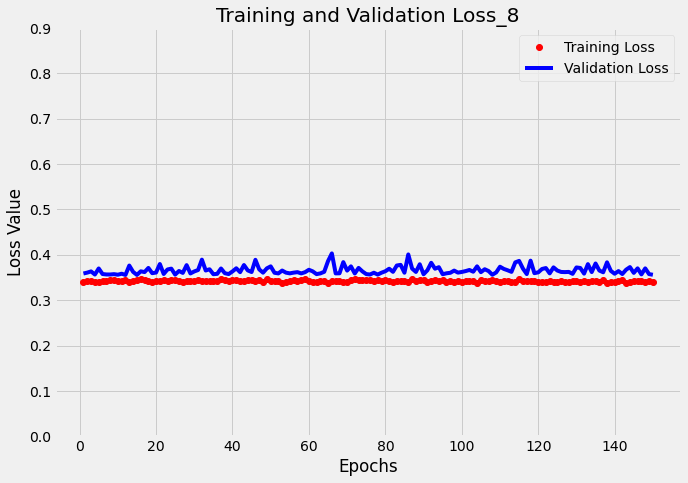 Training and Validation Loss_8
Training Loss
Validation Loss
Loss Value
0.9
0.8
0.7
0.6
0.5
0.4
0.3
0.2
0.1
0.0
0 20 40 60 80 100 120 140
Epochs